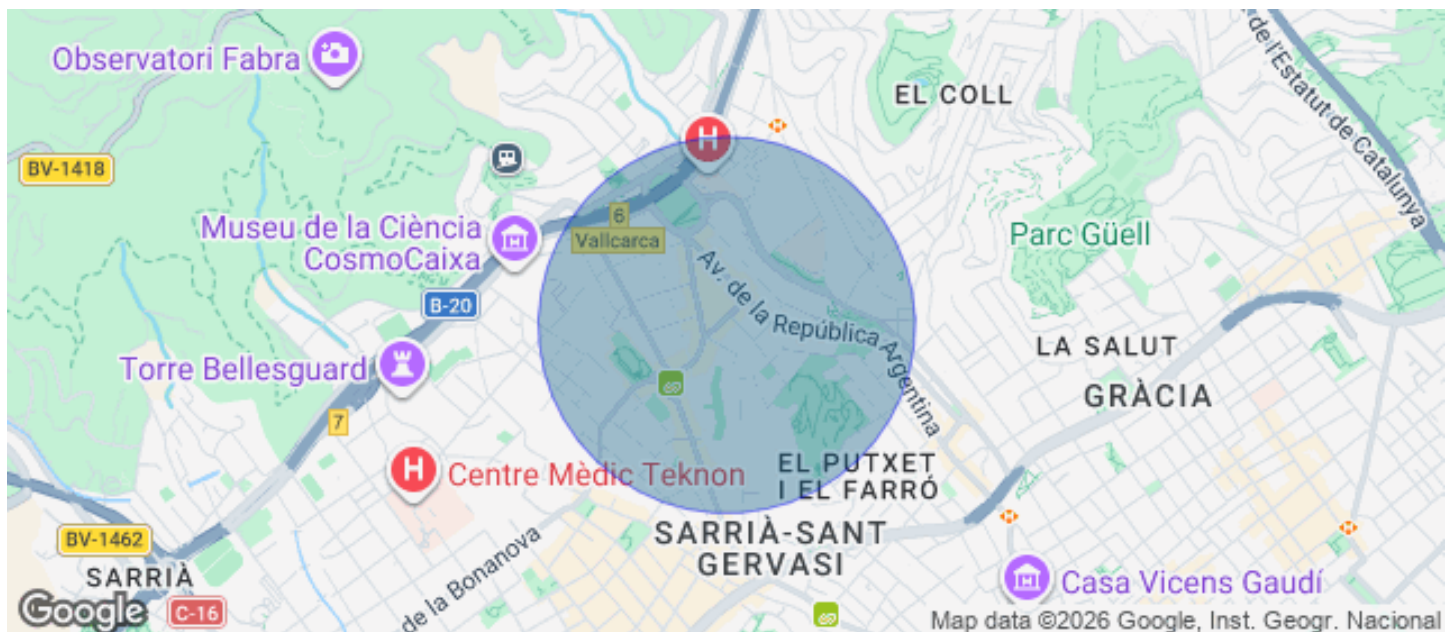 Observatori Fabra
EL COLL
de l'Estatut de Catalunya
BV-1418
H
6
Vallcarca
Museu de la Ciència
CosmoCaixa
Parc Güell
Av. de la República Argentina
B-20
LA SALUT
Torre Bellesguard
GRÀCIA
7
H
Centre Mèdic Teknon
EL PUTXET
I EL FARRÓ
SARRIÀ-SANT
GERVASI
BV-1462
de la Bonanova
SARRIÀ
Casa Vicens Gaudí
Google
C-16
Map data ©2026 Google, Inst. Geogr. Nacional